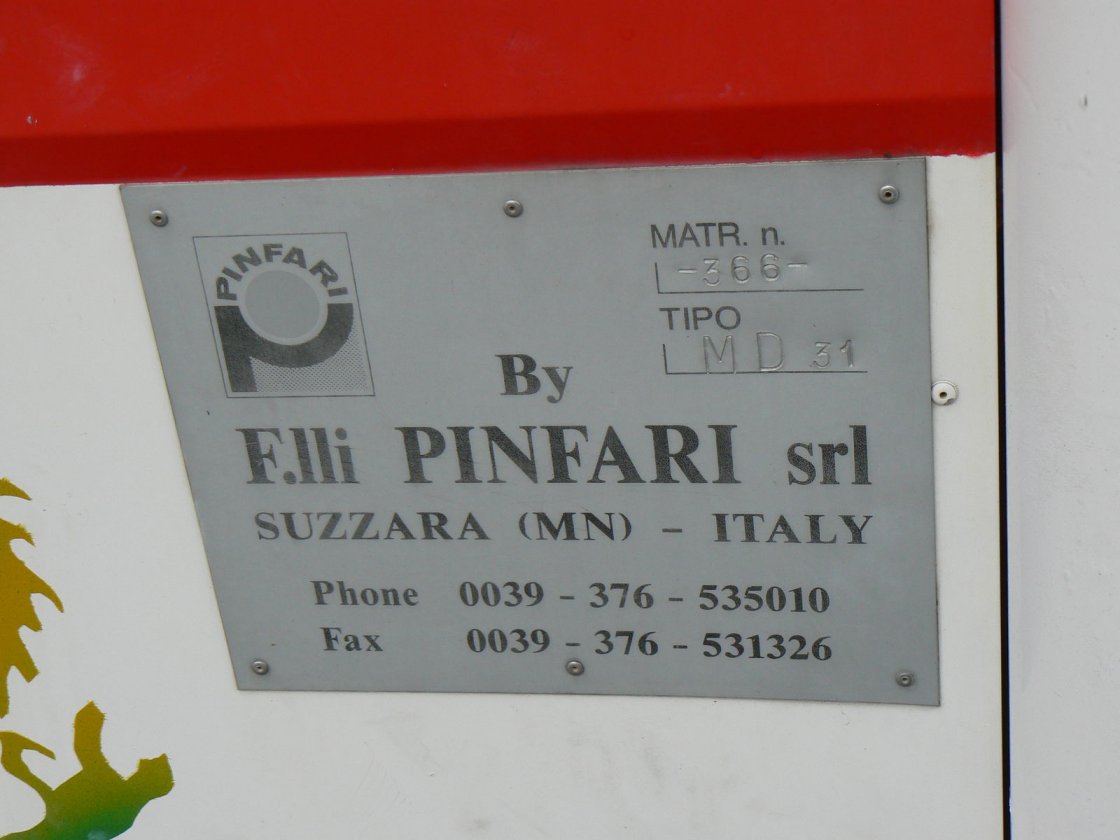 PINFARI
MATR. n.
-366-
TIPO
MD 31
By
F.lli PINFARI srl
SUZZARA (MN) - ITALY
Phone 0039 - 376 - 535010
Fax 0039 - 376 - 531326